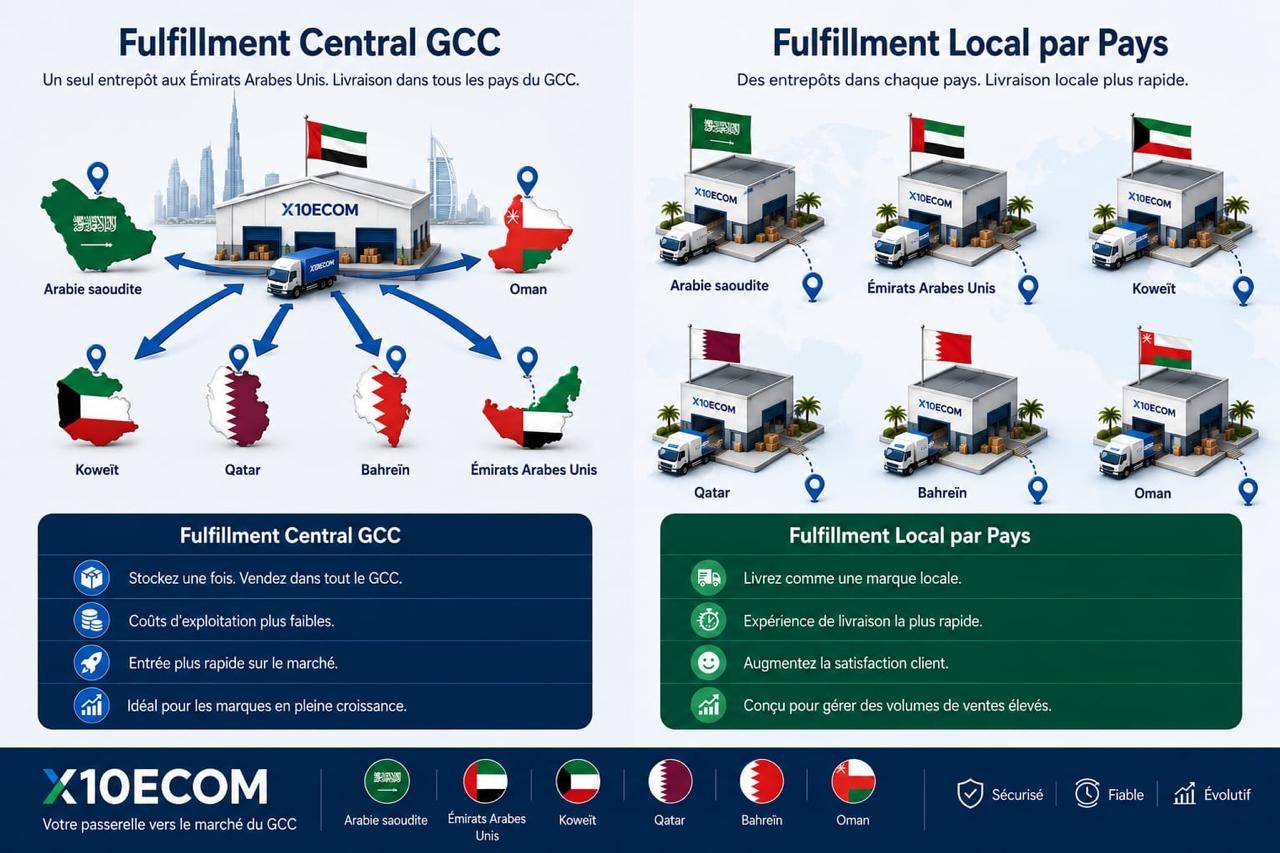 Fulfillment Central GCC
Un seul entrepôt aux Émirats Arabes Unis. Livraison dans tous les pays du GCC.
X10ECOM
X10ECOM
Arabie saoudite
Oman
Koweït
Qatar
Bahreïn
Émirats Arabes Unis
Fulfillment Local par Pays
Des entrepôts dans chaque pays. Livraison locale plus rapide.
X10ECOM
X10ECOM
X10ECOM
Arabie saoudite
Émirats Arabes Unis
Koweït
X10ECOM
X10ECOM
X10ECOM
Qatar
Bahreïn
Oman
Fulfillment Central GCC
Stockez une fois. Vendez dans tout le GCC.
Coûts d'exploitation plus faibles.
Entrée plus rapide sur le marché.
Idéal pour les marques en pleine croissance.
Fulfillment Local par Pays
Livrez comme une marque locale.
Expérience de livraison la plus rapide.
Augmentez la satisfaction client.
Conçu pour gérer des volumes de ventes élevés.
X10ECOM
Votre passerelle vers le marché du GCC
Arabie saoudite
Émirats Arabes
Unis
Koweït
Qatar
Bahreïn
Oman
Sécurisé
Fiable
Évolutif